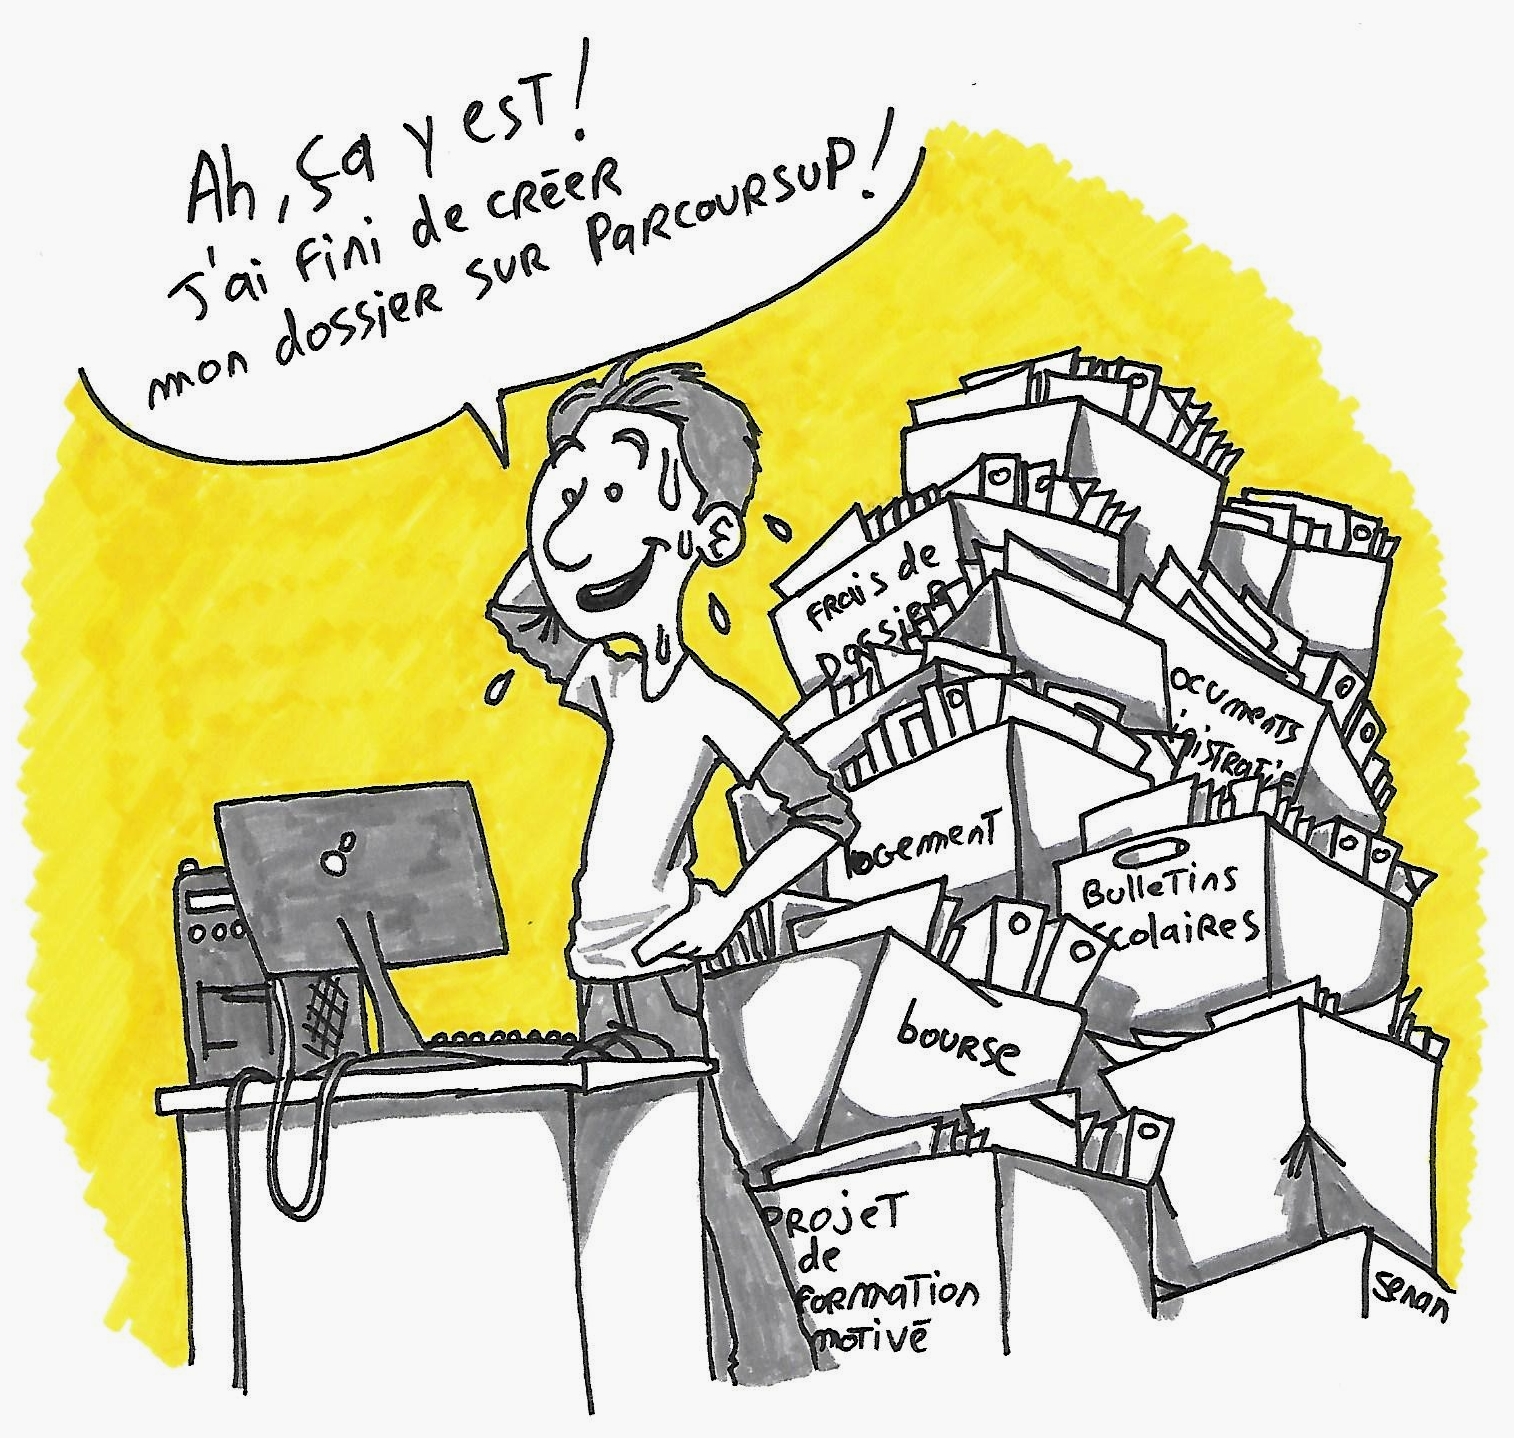 Ah, ça y est!
J'ai fini de créer
mon dossier sur Parcoursup!
Frais de
Dossier
ocuments
inistratif
logement
Bulletins
scolaires
bourse
Projet
de
formation
motivé
Senan